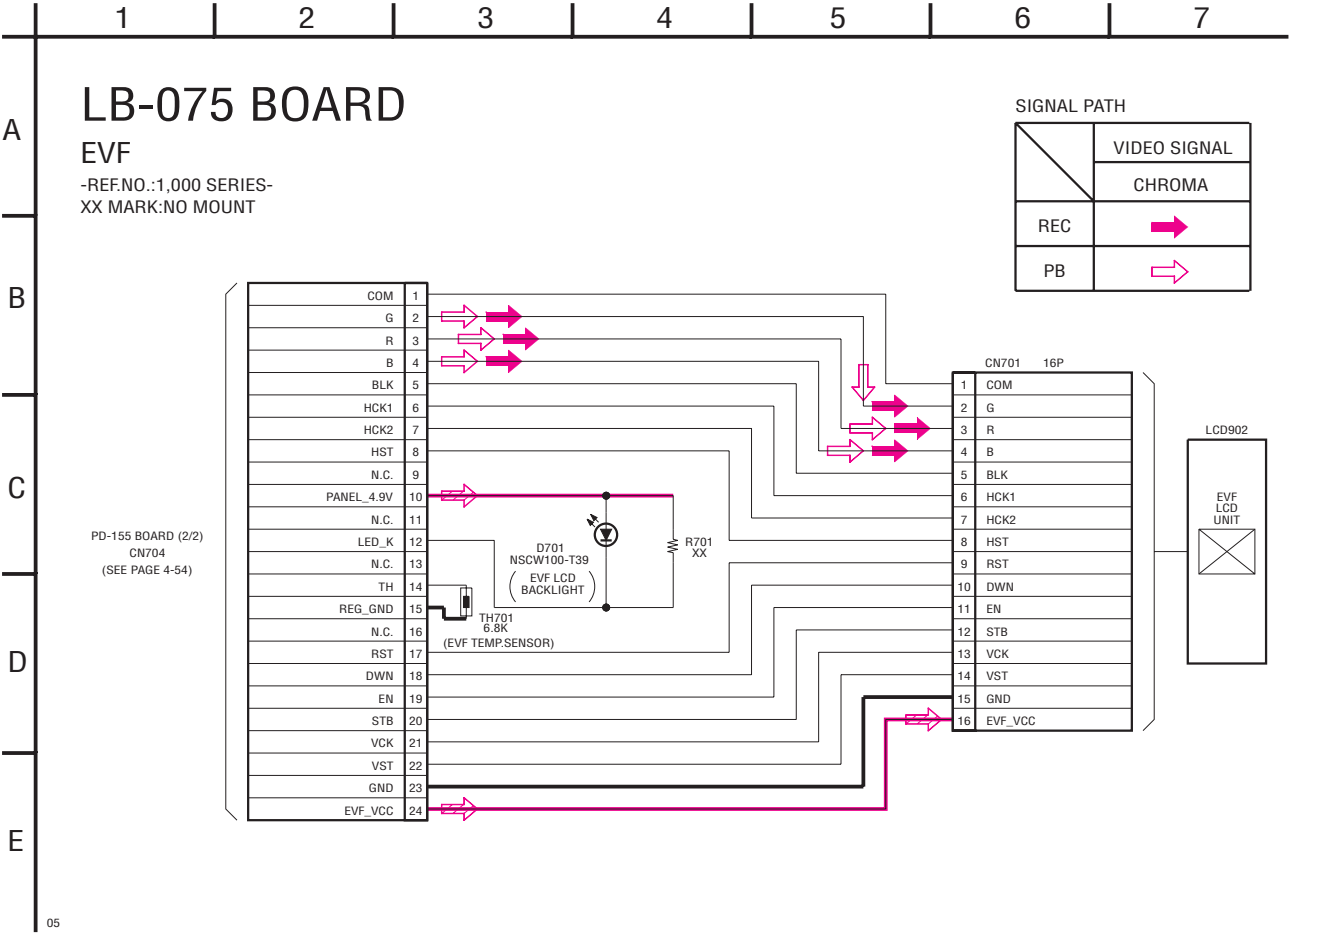 1 2 3 4 5 6 7
A
B
C
D
E
LB-075 BOARD
EVF
-REF.NO.:1,000 SERIES-
XX MARK:NO MOUNT
SIGNAL PATH
VIDEO SIGNAL
CHROMA
REC
PB
PD-155 BOARD (2/2)
CN704
(SEE PAGE 4-54)
COM 1
G 2
R 3
B 4
BLK 5
HCK1 6
HCK2 7
HST 8
N.C. 9
PANEL_4.9V 10
N.C. 11
LED_K 12
N.C. 13
TH 14
REG_GND 15
N.C. 16
RST 17
DWN 18
EN 19
STB 20
VCK 21
VST 22
GND 23
EVF_VCC 24
D701
NSCW100-T39
EVF LCD
BACKLIGHT
R701
XX
TH701
6.8K
(EVF TEMP.SENSOR)
CN701 16P
1 COM
2 G
3 R
4 B
5 BLK
6 HCK1
7 HCK2
8 HST
9 RST
10 DWN
11 EN
12 STB
13 VCK
14 VST
15 GND
16 EVF_VCC
LCD902
EVF
LCD
UNIT
05